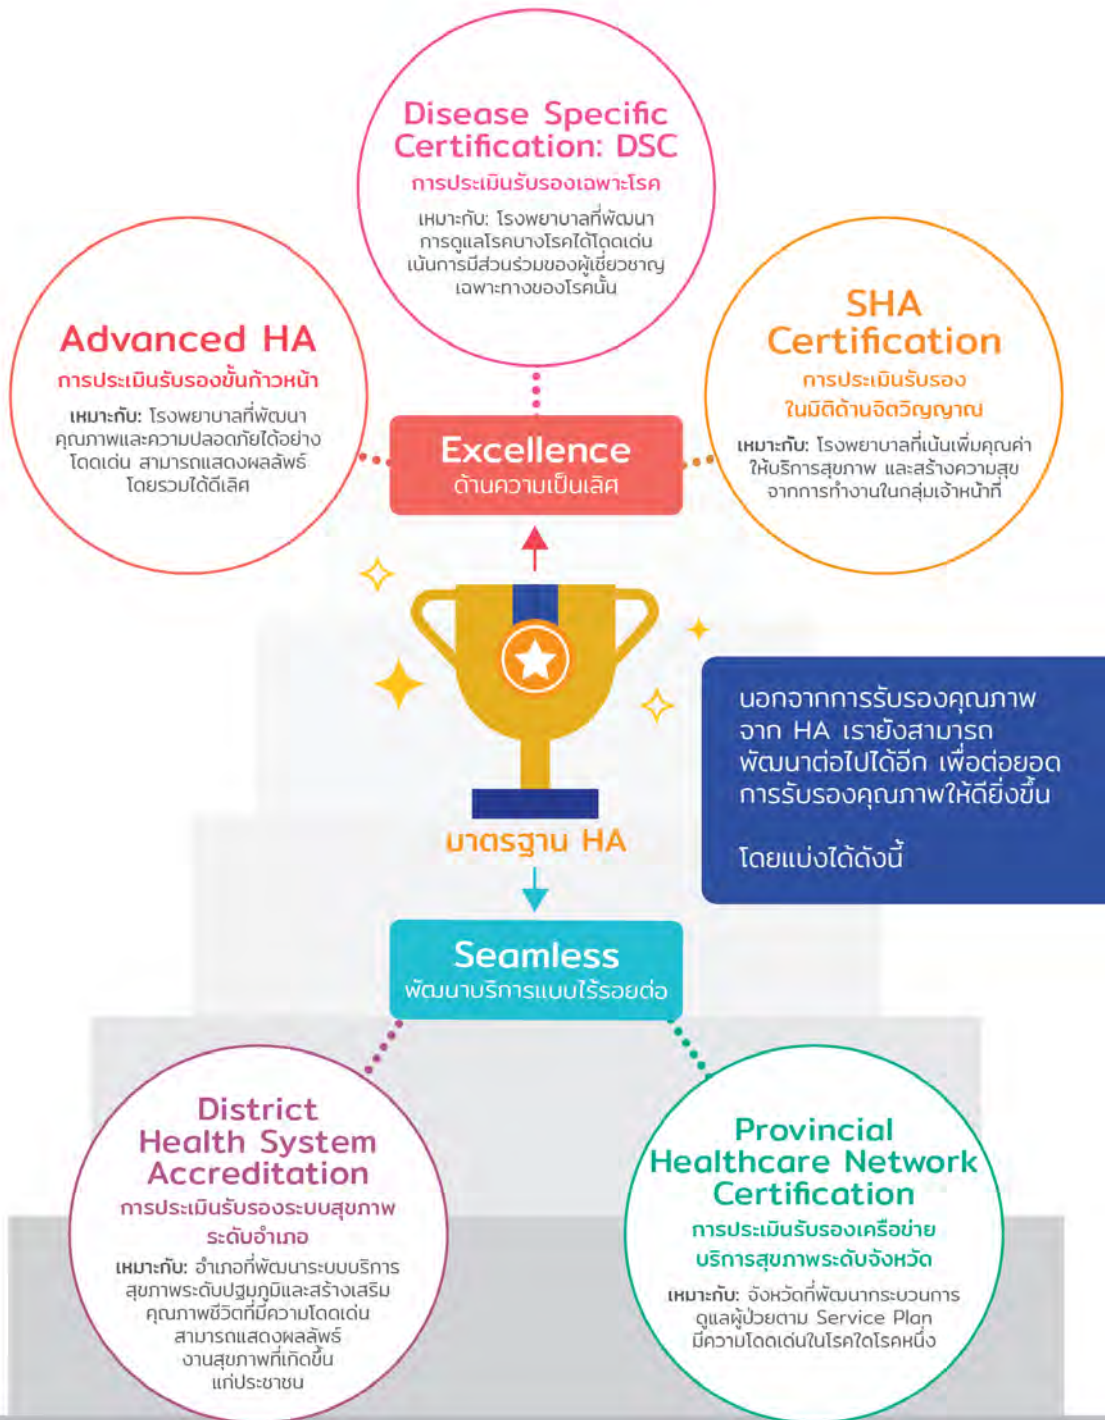 Disease Specific
Certification: DSC
การประเมินรับรองเฉพาะโรค
เหมาะกับ: โรงพยาบาลที่พัฒนา
การดูแลโรคบางโรคได้โดดเด่น
เน้นการมีส่วนร่วมของผู้เชี่ยวชาญ
เฉพาะทางของโรคนั้น
Advanced HA
การประเมินรับรองขั้นก้าวหน้า
เหมาะกับ: โรงพยาบาลที่พัฒนา
คุณภาพและความปลอดภัยได้อย่าง
โดดเด่น สามารถแสดงผลลัพธ์
โดยรวมได้ดีเลิศ
SHA
Certification
การประเมินรับรอง
ในมิติด้านจิตวิญญาณ
เหมาะกับ: โรงพยาบาลที่เน้นเพิ่มคุณค่า
ให้บริการสุขภาพ และสร้างความสุข
จากการทำงานในกลุ่มเจ้าหน้าที่
Excellence
ด้านความเป็นเลิศ
นอกจากการรับรองคุณภาพ
จาก HA เรายังสามารถ
พัฒนาต่อไปได้อีก เพื่อต่อยอด
การรับรองคุณภาพให้ดียิ่งขึ้น
โดยแบ่งได้ดังนี้
มาตรฐาน HA
Seamless
พัฒนาบริการแบบไร้รอยต่อ
District
Health System
Accreditation
การประเมินรับรองระบบสุขภาพ
ระดับอำเภอ
เหมาะกับ: อำเภอที่พัฒนาระบบบริการ
สุขภาพระดับปฐมภูมิและสร้างเสริม
คุณภาพชีวิตที่มีความโดดเด่น
สามารถแสดงผลลัพธ์
งานสุขภาพที่เกิดขึ้น
แก่ประชาชน
Provincial
Healthcare Network
Certification
การประเมินรับรองเครือข่าย
บริการสุขภาพระดับจังหวัด
เหมาะกับ: จังหวัดที่พัฒนากระบวนการ
ดูแลผู้ป่วยตาม Service Plan
มีความโดดเด่นในโรคใดโรคหนึ่ง